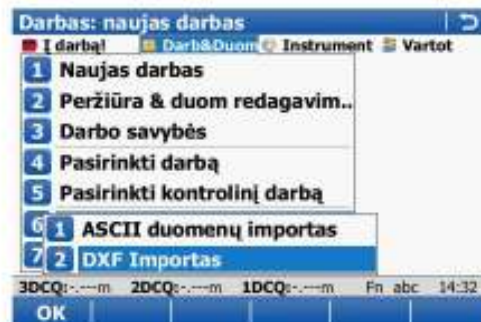 Darbas: naujas darbas
Į darbą! Darb&Duom Instrument Vartot
1 Naujas darbas
2 Peržiūra & duom redagavim..
3 Darbo savybės
4 Pasirinkti darbą
5 Pasirinkti kontrolinį darbą
6 1 ASCII duomenų importas
7 2 DXF Importas
3DCQ:-.---m 2DCQ:-.---m 1DCQ:-.---m Fn abc 14:32
OK